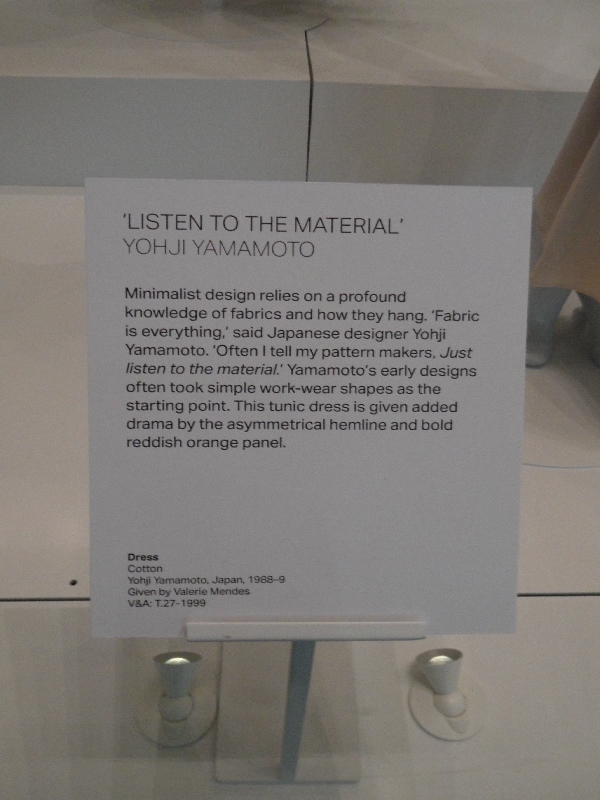 'LISTEN TO THE MATERIAL'
YOHJI YAMAMOTO
Minimalist design relies on a profound
knowledge of fabrics and how they hang. 'Fabric
is everything,' said Japanese designer Yohji
Yamamoto. 'Often I tell my pattern makers, Just
listen to the material.' Yamamoto's early designs
often took simple work-wear shapes as the
starting point. This tunic dress is given added
drama by the asymmetrical hemline and bold
reddish orange panel.
Dress
Cotton
Yohji Yamamoto, Japan, 1988–9
Given by Valerie Mendes
V&A: T.27–1999